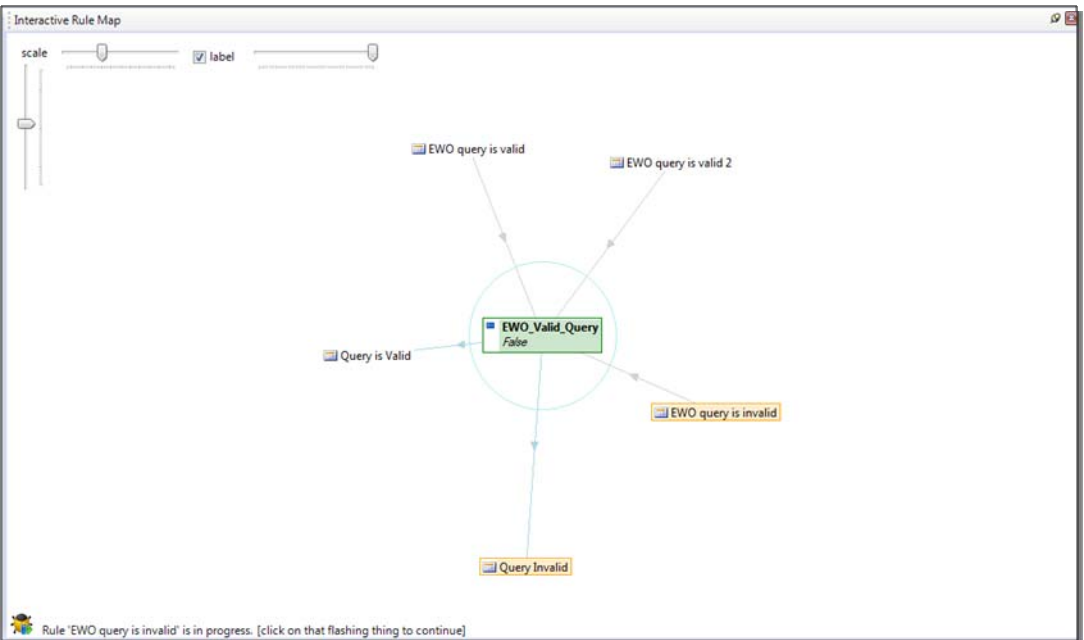 Interactive Rule Map
scale
label
EWO query is valid
EWO query is valid 2
EWO_Valid_Query
False
Query is Valid
EWO query is invalid
Query Invalid
Rule 'EWO query is invalid' is in progress. [click on that flashing thing to continue]